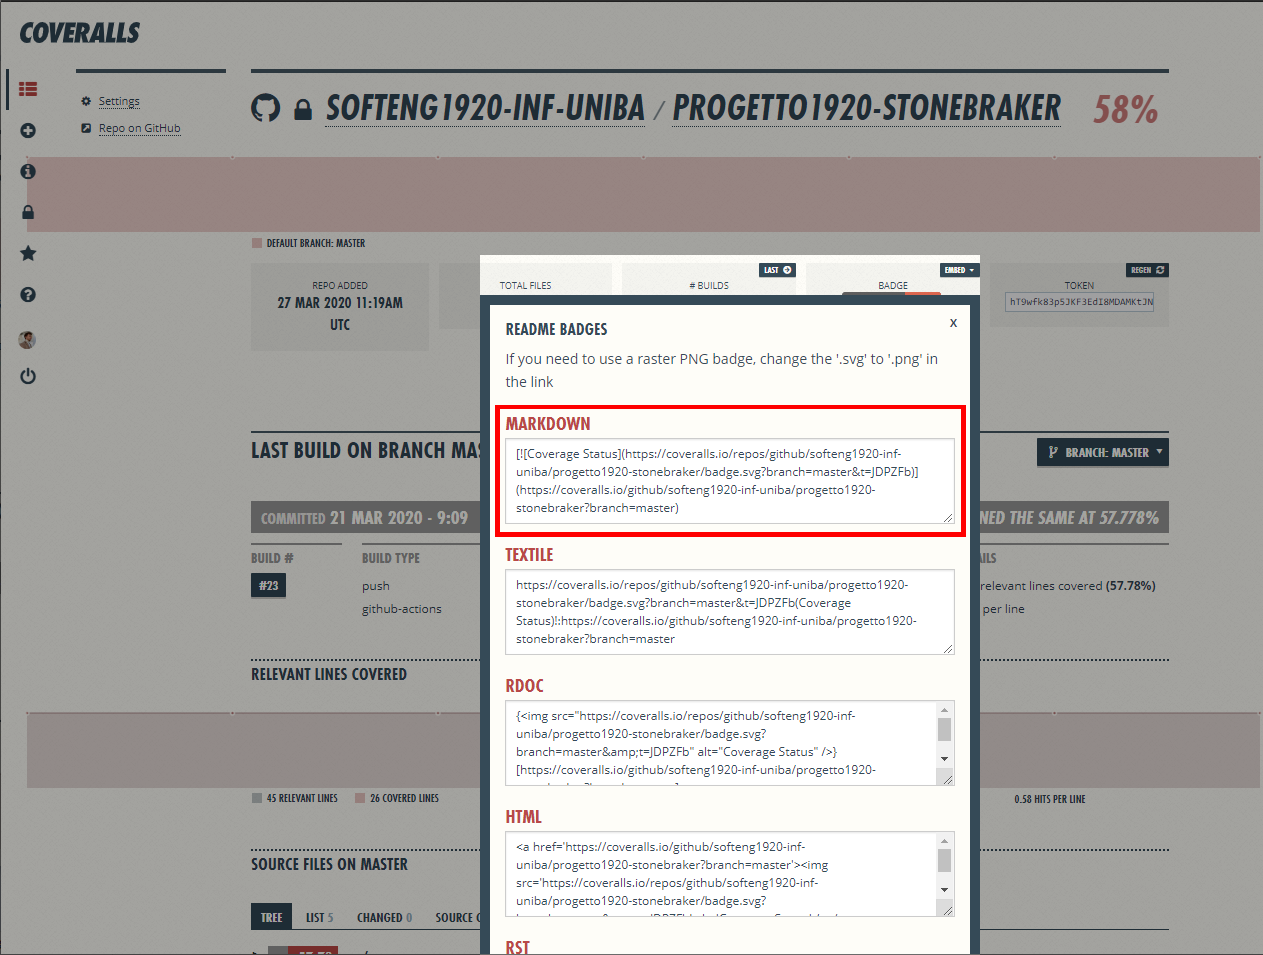 COVERALLS
Settings
Repo on GitHub
SOFTENG1920-INF-UNIBA / PROGETTO1920-STONEBRAKER 58%
DEFAULT BRANCH: MASTER
REPO ADDED
27 MAR 2020 11:19AM
UTC
TOTAL FILES
LAST
# BUILDS
EMBED
BADGE
REGEN
TOKEN
hT9wfk83pSJKF3EdI8MDAMKtJN
README BADGES
X
If you need to use a raster PNG badge, change the '.svg' to '.png' in
the link
MARKDOWN
[![Coverage Status](https://coveralls.io/repos/github/softeng1920-inf-
uniba/progetto1920-stonebraker/badge.svg?branch=master&t=JDPZFb)]
(https://coveralls.io/github/softeng1920-inf-uniba/progetto1920-
stonebraker?branch=master)
TEXTILE
https://coveralls.io/repos/github/softeng1920-inf-uniba/progetto1920-
stonebraker/badge.svg?branch=master&t=JDPZFb(Coverage
Status)!:https://coveralls.io/github/softeng1920-inf-uniba/progetto1920-
stonebraker?branch=master
RDOC
{<img src="https://coveralls.io/repos/github/softeng1920-inf-
uniba/progetto1920-stonebraker/badge.svg?
branch=master&amp;t=JDPZFb" alt="Coverage Status" />}
[https://coveralls.io/github/softeng1920-inf-uniba/progetto1920-
HTML
<a href='https://coveralls.io/github/softeng1920-inf-
uniba/progetto1920-stonebraker?branch=master'><img
src='https://coveralls.io/repos/github/softeng1920-inf-
uniba/progetto1920-stonebraker/badge.svg?
RST
LAST BUILD ON BRANCH MAS
BRANCH: MASTER
COMMITTED 21 MAR 2020 - 9:09
NED THE SAME AT 57.778%
BUILD #
BUILD TYPE
AILS
#23
push
github-actions
relevant lines covered (57.78%)
per line
RELEVANT LINES COVERED
45 RELEVANT LINES
26 COVERED LINES
0.58 HITS PER LINE
SOURCE FILES ON MASTER
TREE
LIST 5
CHANGED 0
SOURCE C